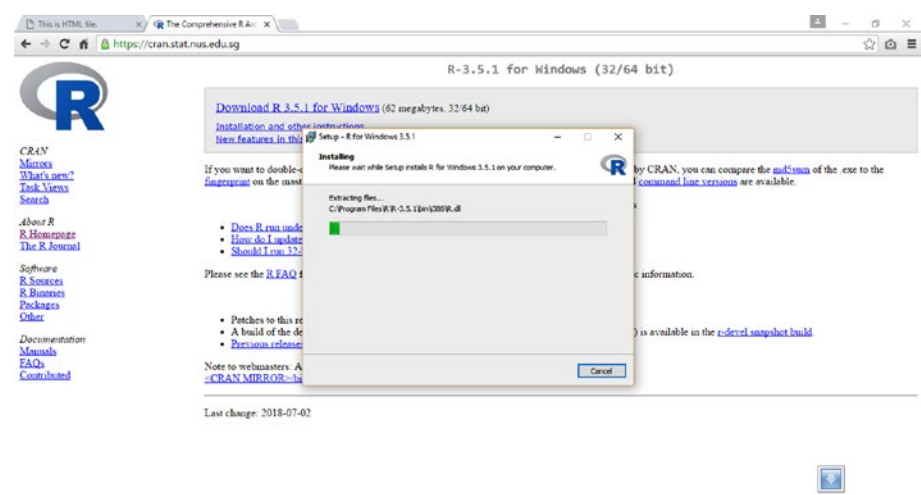 This is HTML file.
The Comprehensive R Arc
https://cran.stat.nus.edu.sg
R
CRAN
Mirrors
What's new?
Task Views
Search
About R
R Homepage
The R Journal
Software
R Sources
R Binaries
Packages
Other
Documentation
Manuals
FAQs
Contributed
R-3.5.1 for Windows (32/64 bit)
Download R 3.5.1 for Windows (62 megabytes, 32/64 bit)
Installation and other instructions
New features in this
If you want to double-c
by CRAN, you can compare the md5sum of the .exe to the
fingerprint on the mast
command line versions are available.
Does R run unde
How do I update
Should I run 32-
Please see the R FAQ f
c information.
Patches to this re
A build of the de
) is available in the r-devel snapshot build.
Previous release
Note to webmasters: A
<CRAN MIRROR>/bi
Last change: 2018-07-02
Setup - R for Windows 3.5.1
Installing
Please wait while Setup installs R for Windows 3.5.1 on your computer.
R
Extracting files...
C:\Program Files\R\R-3.5.1\bin\i386\R.dll
Cancel